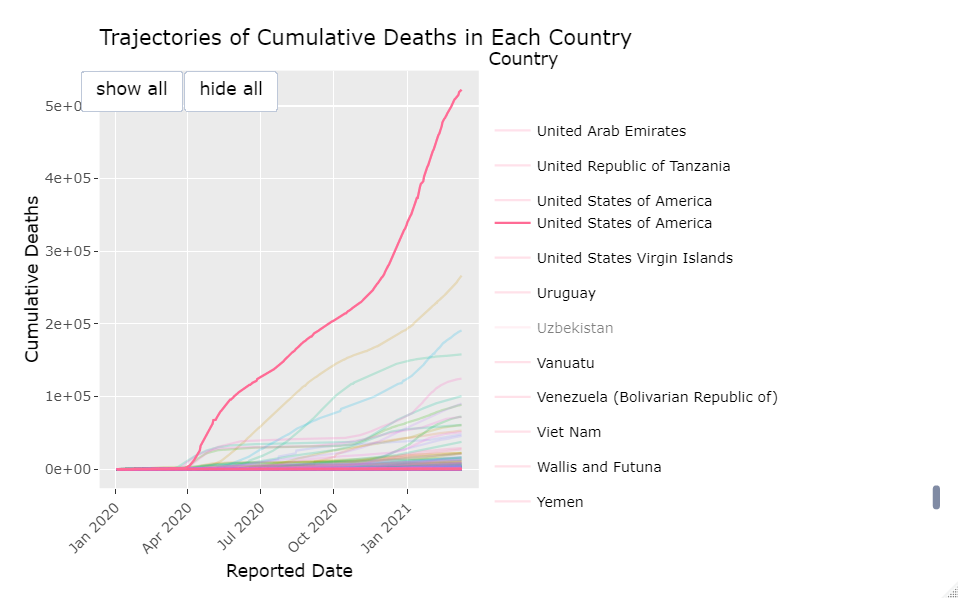 Trajectories of Cumulative Deaths in Each Country
Country
show all
hide all
4e+05
3e+05
2e+05
1e+05
0e+00
Cumulative Deaths
Jan 2020
Apr 2020
Jul 2020
Oct 2020
Jan 2021
Reported Date
United Arab Emirates
United Republic of Tanzania
United States of America
United States of America
United States Virgin Islands
Uruguay
Uzbekistan
Vanuatu
Venezuela (Bolivarian Republic of)
Viet Nam
Wallis and Futuna
Yemen